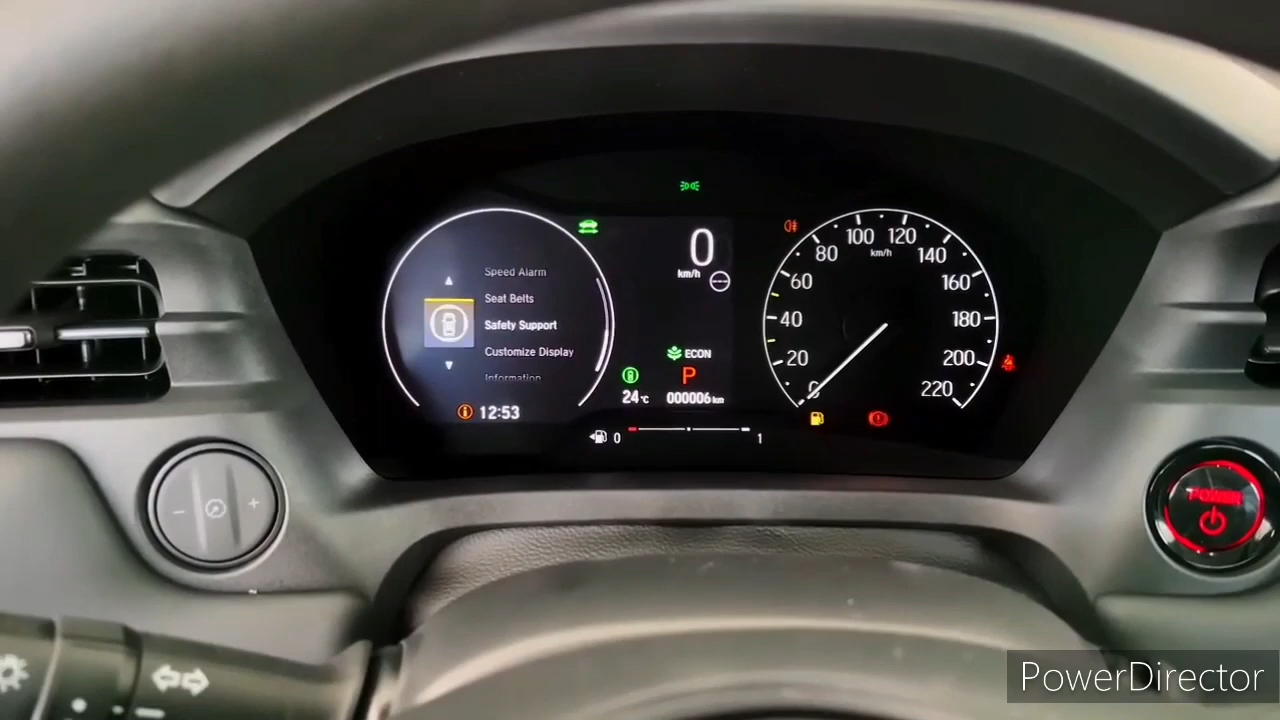 Speed Alarm
Seat Belts
Safety Support
Customize Display
Information
12:53
0
km/h
ECON
P
24°C
000006 km
0 1
0
20
40
60
80
100
120
140
160
180
200
220
km/h
POWER
PowerDirector